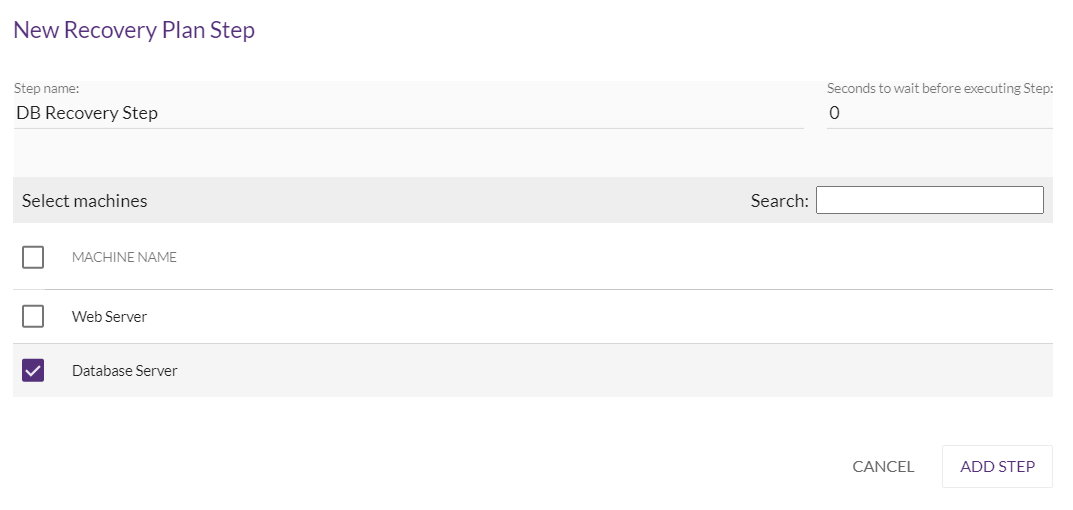 New Recovery Plan Step
Step name:
DB Recovery Step
Seconds to wait before executing Step:
0
Select machines
Search:
MACHINE NAME
Web Server
Database Server
CANCEL
ADD STEP